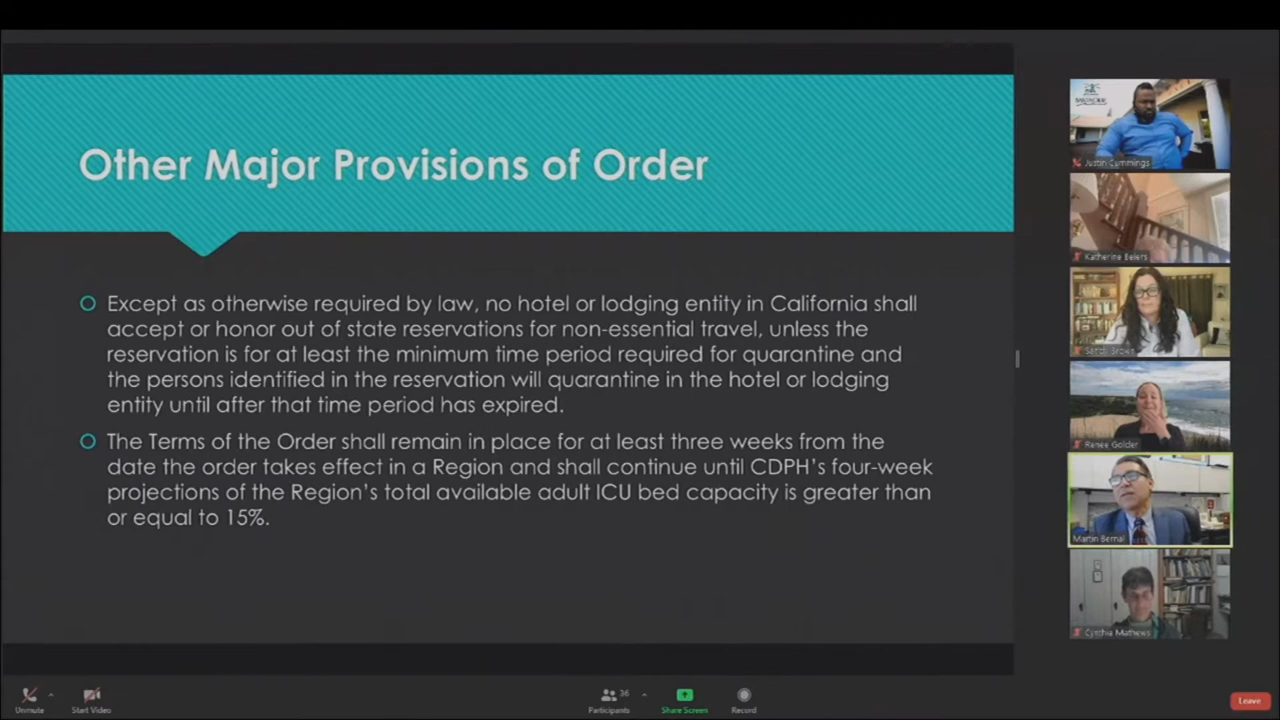 Other Major Provisions of Order
Except as otherwise required by law, no hotel or lodging entity in California shall
accept or honor out of state reservations for non-essential travel, unless the
reservation is for at least the minimum time period required for quarantine and
the persons identified in the reservation will quarantine in the hotel or lodging
entity until after that time period has expired.
The Terms of the Order shall remain in place for at least three weeks from the
date the order takes effect in a Region and shall continue until CDPH's four-week
projections of the Region's total available adult ICU bed capacity is greater than
or equal to 15%.
Justin Cummings
Katherine Beiers
Renee Golder
Martin Bernal
Cynthia Mathews
Unmute
Start Video
Participants
36
Share Screen
Record
Leave